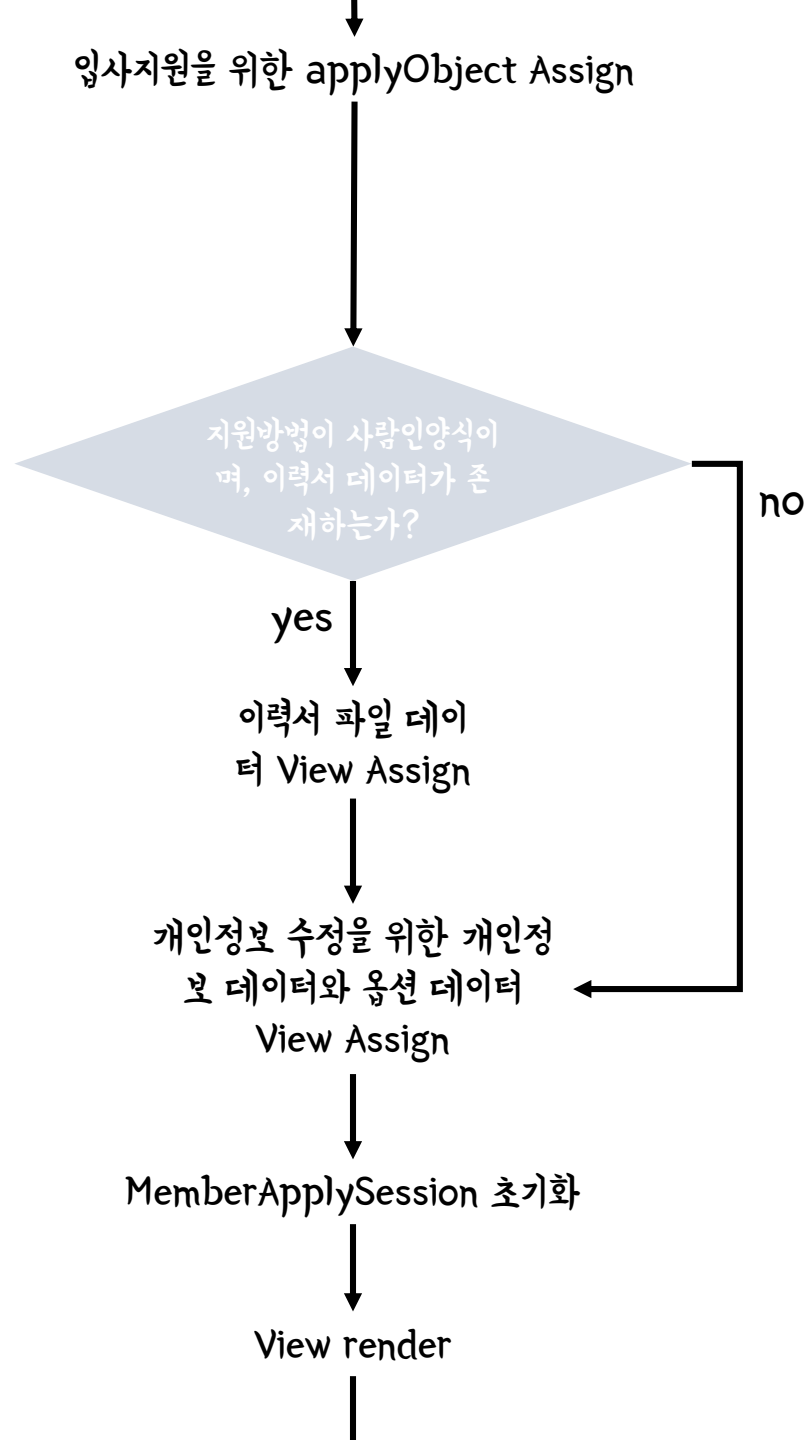 입사지원을 위한 applyObject Assign
지원방법이 사람인양식이
며, 이력서 데이터가 존
재하는가?
no
yes
이력서 파일 데이
터 View Assign
개인정보 수정을 위한 개인정
보 데이터와 옵션 데이터
View Assign
MemberApplySession 초기화
View render